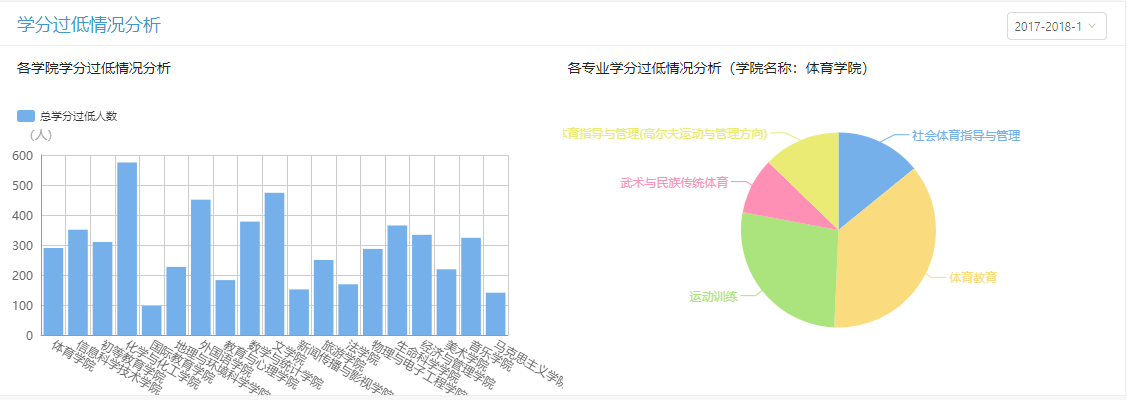 学分过低情况分析
2017-2018-1
各学院学分过低情况分析
各专业学分过低情况分析（学院名称：体育学院）
总学分过低人数
（人）
600
500
400
300
200
100
0
体育学院
信息科学技术学院
初等教育学院
化学与化工学院
国际教育学院
地理与环境科学学院
外国语学院
教育与心理学院
数学与统计学院
文学院
新闻传播与影视学院
旅游学院
法学院
物理与电子工程学院
生命科学学院
经济与管理学院
美术学院
音乐学院
马克思主义学院
体育指导与管理(高尔夫运动与管理方向)
社会体育指导与管理
武术与民族传统体育
体育教育
运动训练